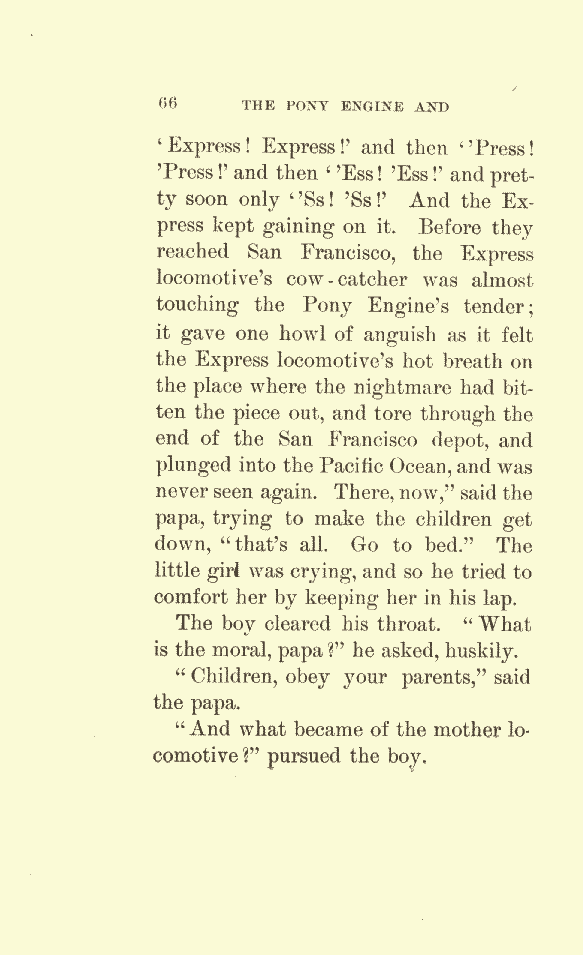 66 THE PONY ENGINE AND
‘Express! Express!’ and then ‘’Press!
’Press!’ and then ‘’Ess! ’Ess!’ and pret-
ty soon only ‘’Ss! ’Ss!’ And the Ex-
press kept gaining on it. Before they
reached San Francisco, the Express
locomotive’s cow-catcher was almost
touching the Pony Engine’s tender;
it gave one howl of anguish as it felt
the Express locomotive’s hot breath on
the place where the nightmare had bit-
ten the piece out, and tore through the
end of the San Francisco depot, and
plunged into the Pacific Ocean, and was
never seen again. There, now,” said the
papa, trying to make the children get
down, “that’s all. Go to bed.” The
little girl was crying, and so he tried to
comfort her by keeping her in his lap.
The boy cleared his throat. “What
is the moral, papa?” he asked, huskily.
“Children, obey your parents,” said
the papa.
“And what became of the mother lo-
comotive?” pursued the boy.